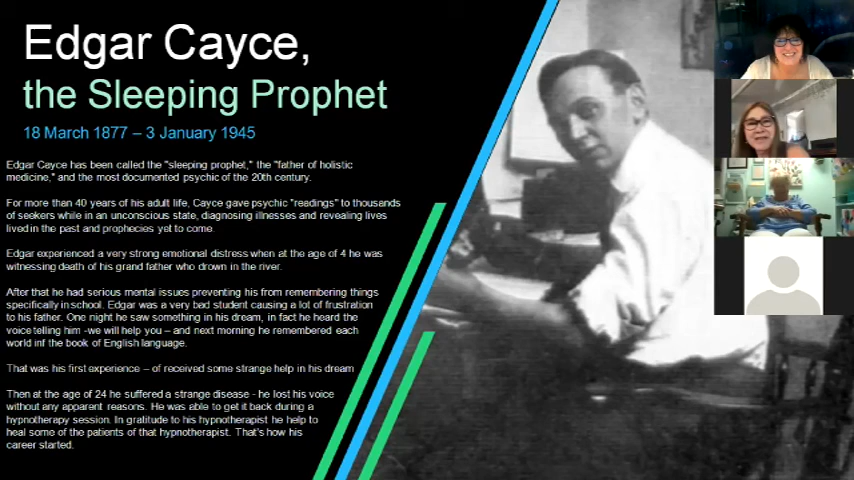 Edgar Cayce,
the Sleeping Prophet
18 March 1877 – 3 January 1945
Edgar Cayce has been called the "sleeping prophet," the "father of holistic
medicine," and the most documented psychic of the 20th century.
For more than 40 years of his adult life, Cayce gave psychic "readings" to thousands
of seekers while in an unconscious state, diagnosing illnesses and revealing lives
lived in the past and prophecies yet to come.
Edgar experienced a very strong emotional distress when at the age of 4 he was
witnessing death of his grand father who drown in the river.
After that he had serious mental issues preventing his from remembering things
specifically in school. Edgar was a very bad student causing a lot of frustration
to his father. One night he saw something in his dream, in fact he heard the
voice telling him -we will help you – and next morning he remembered each
world inf the book of English language.
That was his first experience – of received some strange help in his dream
Then at the age of 24 he suffered a strange disease - he lost his voice
without any apparent reasons. He was able to get it back during a
hypnotherapy session. In gratitude to his hypnotherapist he help to
heal some of the patients of that hypnotherapist. That's how his
career started.